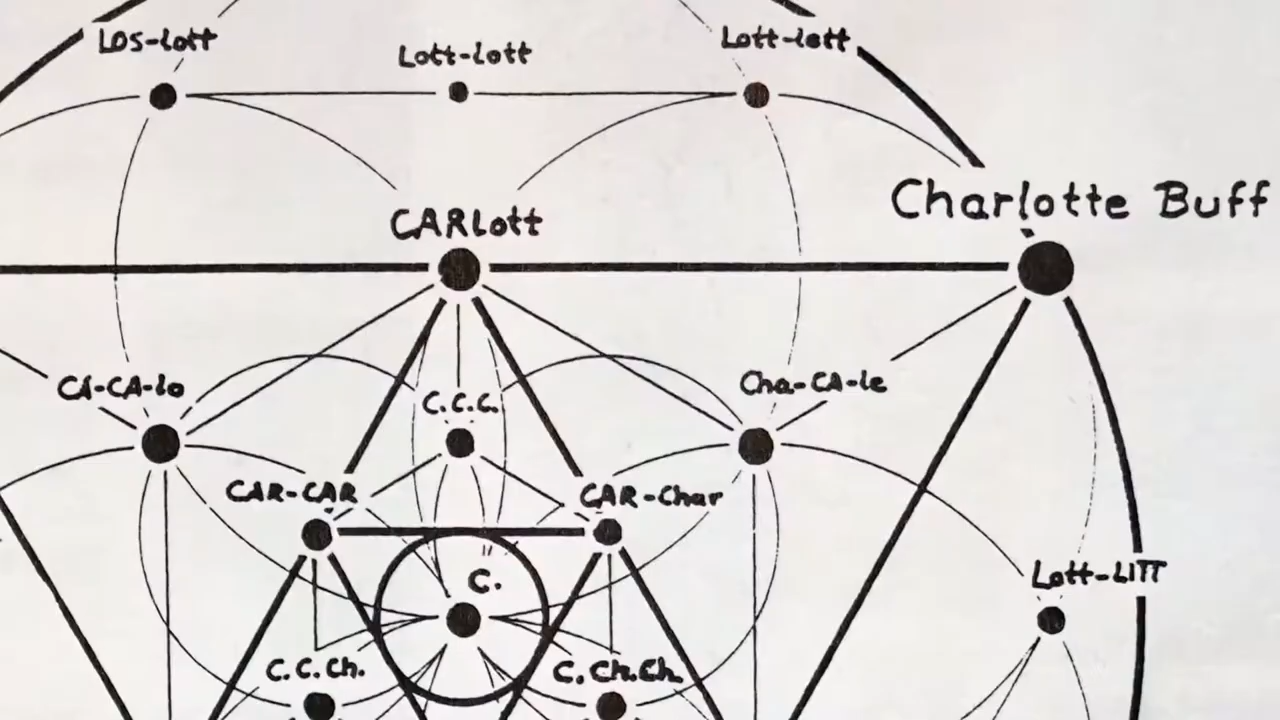 LOS-lott
Lott-lott
Lott-lett
Charlotte Buff
CARLott
CA-CA-lo
Cha-CA-le
C.C.C.
CAR-CAR
CAR-Char
Lott-LITT
C.
C.C.Ch.
C.Ch.Ch.